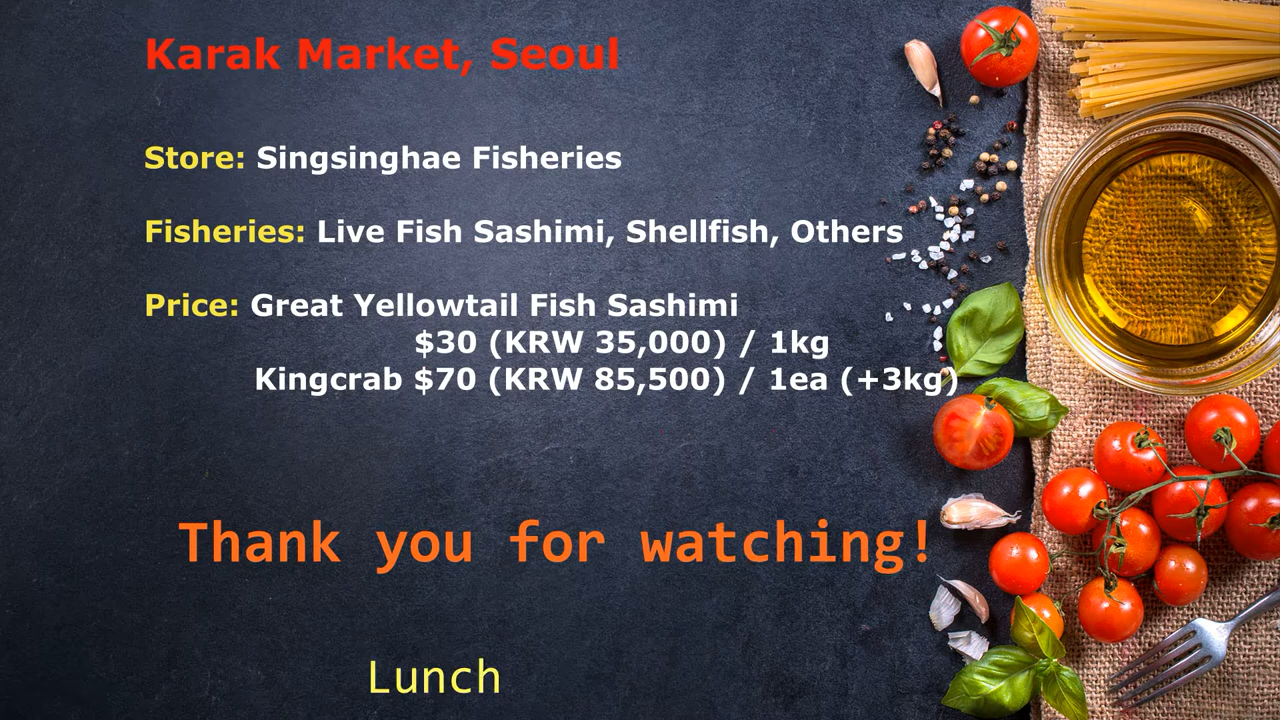 Karak Market, Seoul
Store: Singsinghae Fisheries
Fisheries: Live Fish Sashimi, Shellfish, Others
Price: Great Yellowtail Fish Sashimi
$30 (KRW 35,000) / 1kg
Kingcrab $70 (KRW 85,500) / 1ea (+3kg)
Thank you for watching!
Lunch